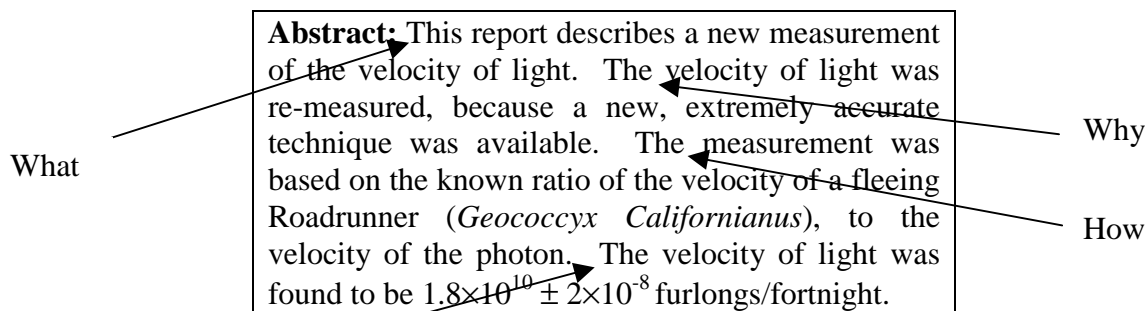 Abstract: This report describes a new measurement
of the velocity of light. The velocity of light was
re-measured, because a new, extremely accurate
technique was available. The measurement was
based on the known ratio of the velocity of a fleeing
Roadrunner (Geococcyx Californianus), to the
velocity of the photon. The velocity of light was
found to be 1.8×10¹⁰ ± 2×10⁻⁸ furlongs/fortnight.
What
Why
How